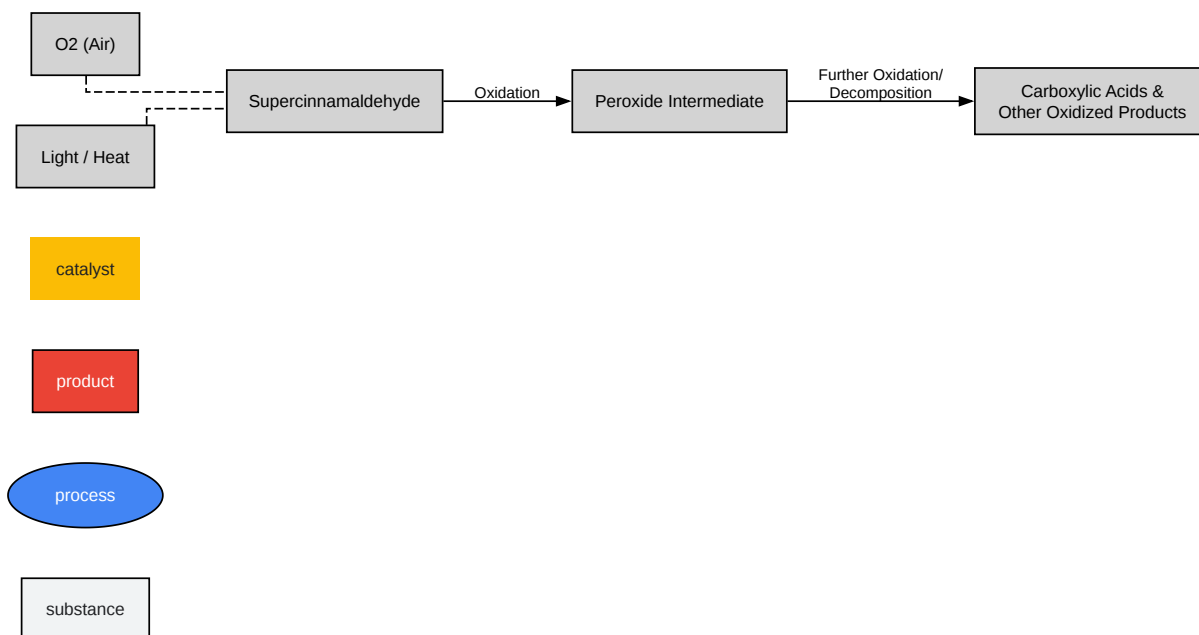 O2 (Air)
Light / Heat
Supercinnamaldehyde
Oxidation
Peroxide Intermediate
Further Oxidation/
Decomposition
Carboxylic Acids &
Other Oxidized Products
catalyst
product
process
substance